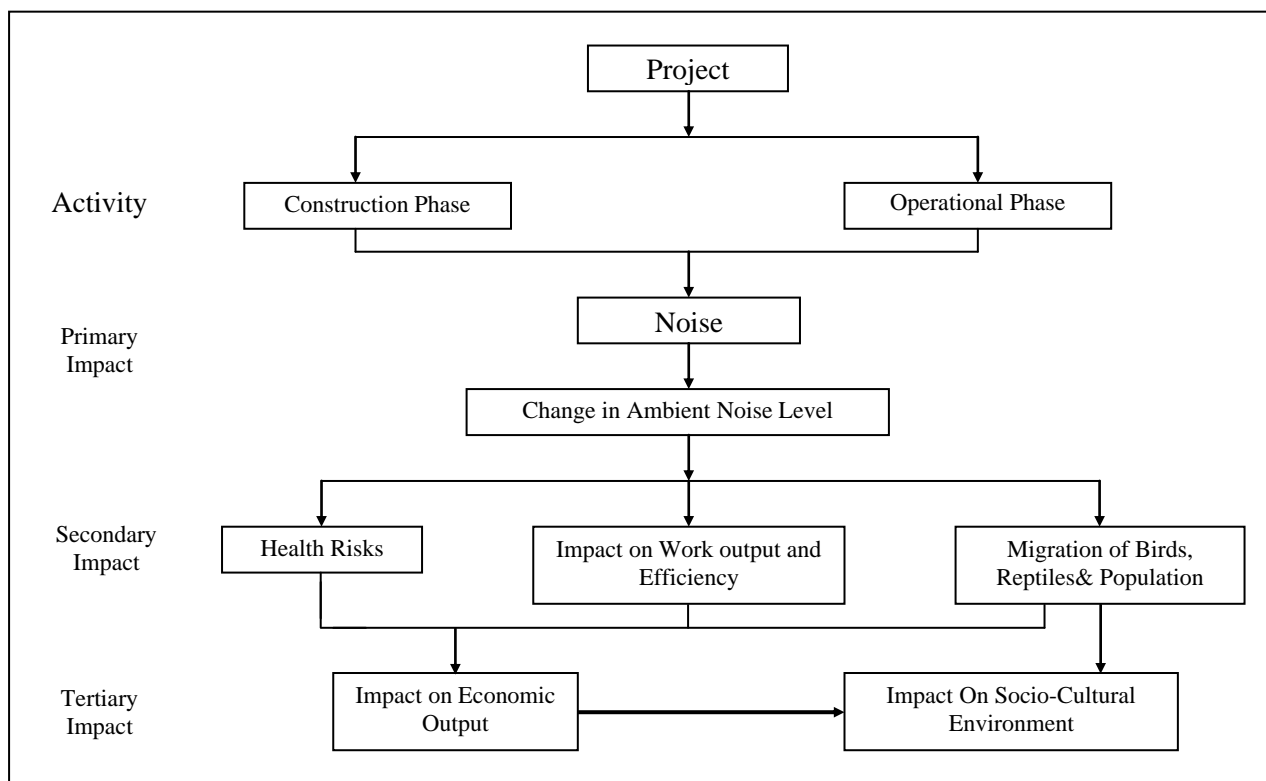 Project
Activity
Construction Phase
Operational Phase
Primary
Impact
Noise
Change in Ambient Noise Level
Secondary
Impact
Health Risks
Impact on Work output and
Efficiency
Migration of Birds,
Reptiles& Population
Tertiary
Impact
Impact on Economic
Output
Impact On Socio-Cultural
Environment